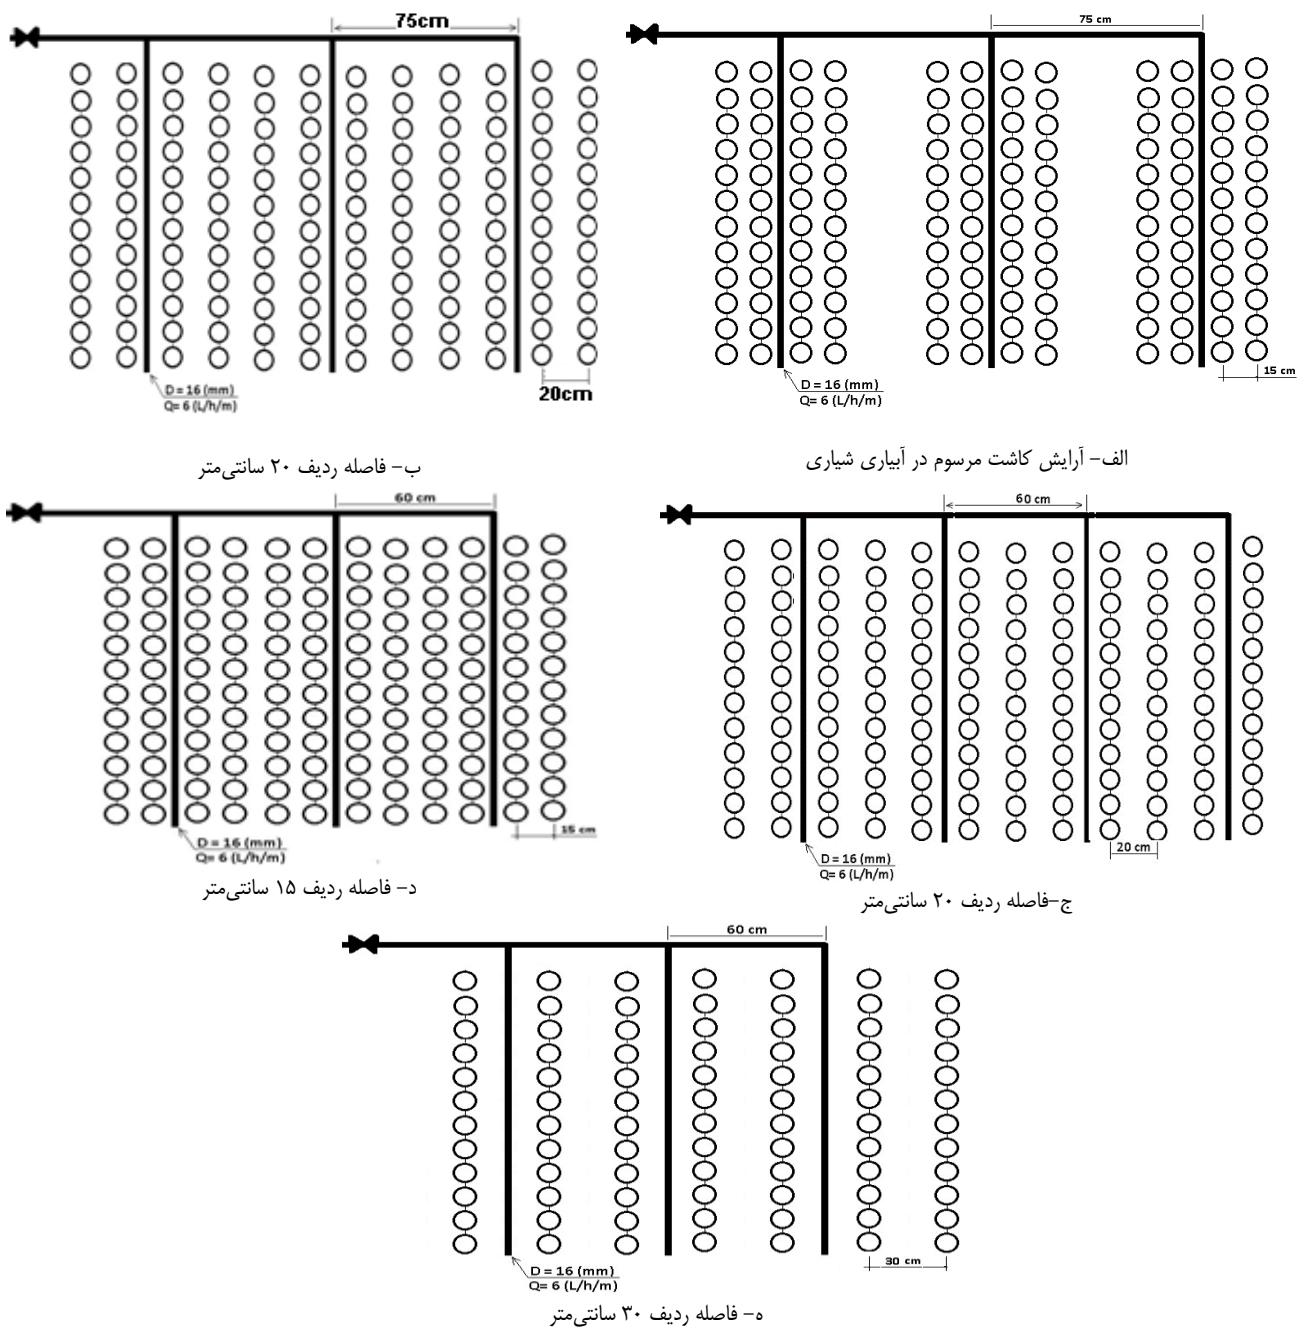 75 cm
15 cm
D = 16 (mm)
Q= 6 (L/h/m)
الف- آرایش کاشت مرسوم در آبیاری شیاری
75cm
20cm
D = 16 (mm)
Q= 6 (L/h/m)
ب- فاصله ردیف ۲۰ سانتی‌متر
60 cm
20 cm
D = 16 (mm)
Q= 6 (L/h/m)
ج-فاصله ردیف ۲۰ سانتی‌متر
60 cm
15 cm
D = 16 (mm)
Q= 6 (L/h/m)
د- فاصله ردیف ۱۵ سانتی‌متر
60 cm
30 cm
D = 16 (mm)
Q= 6 (L/h/m)
ه- فاصله ردیف ۳۰ سانتی‌متر